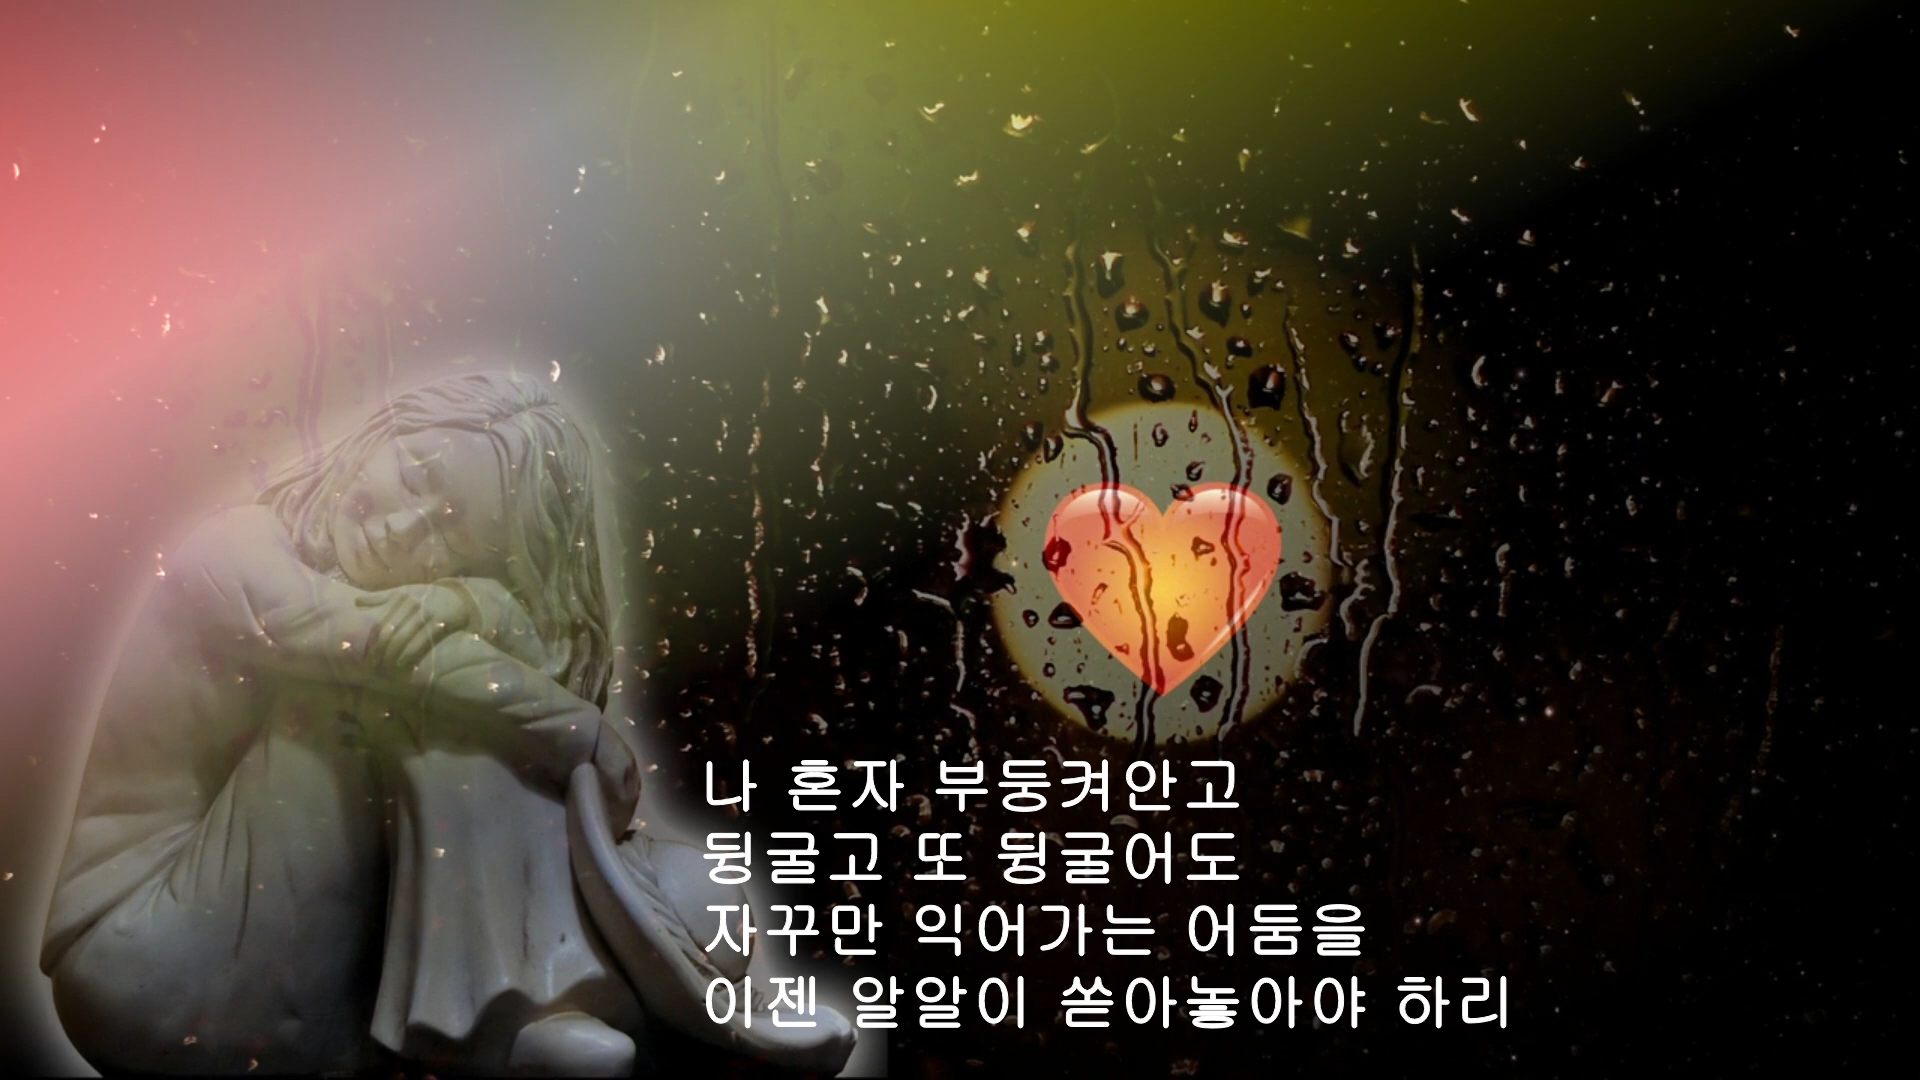 나 혼자 부둥켜안고
뒹굴고 또 뒹굴어도
자꾸만 익어가는 어둠을
이젠 알알이 쏟아놓아야 하리